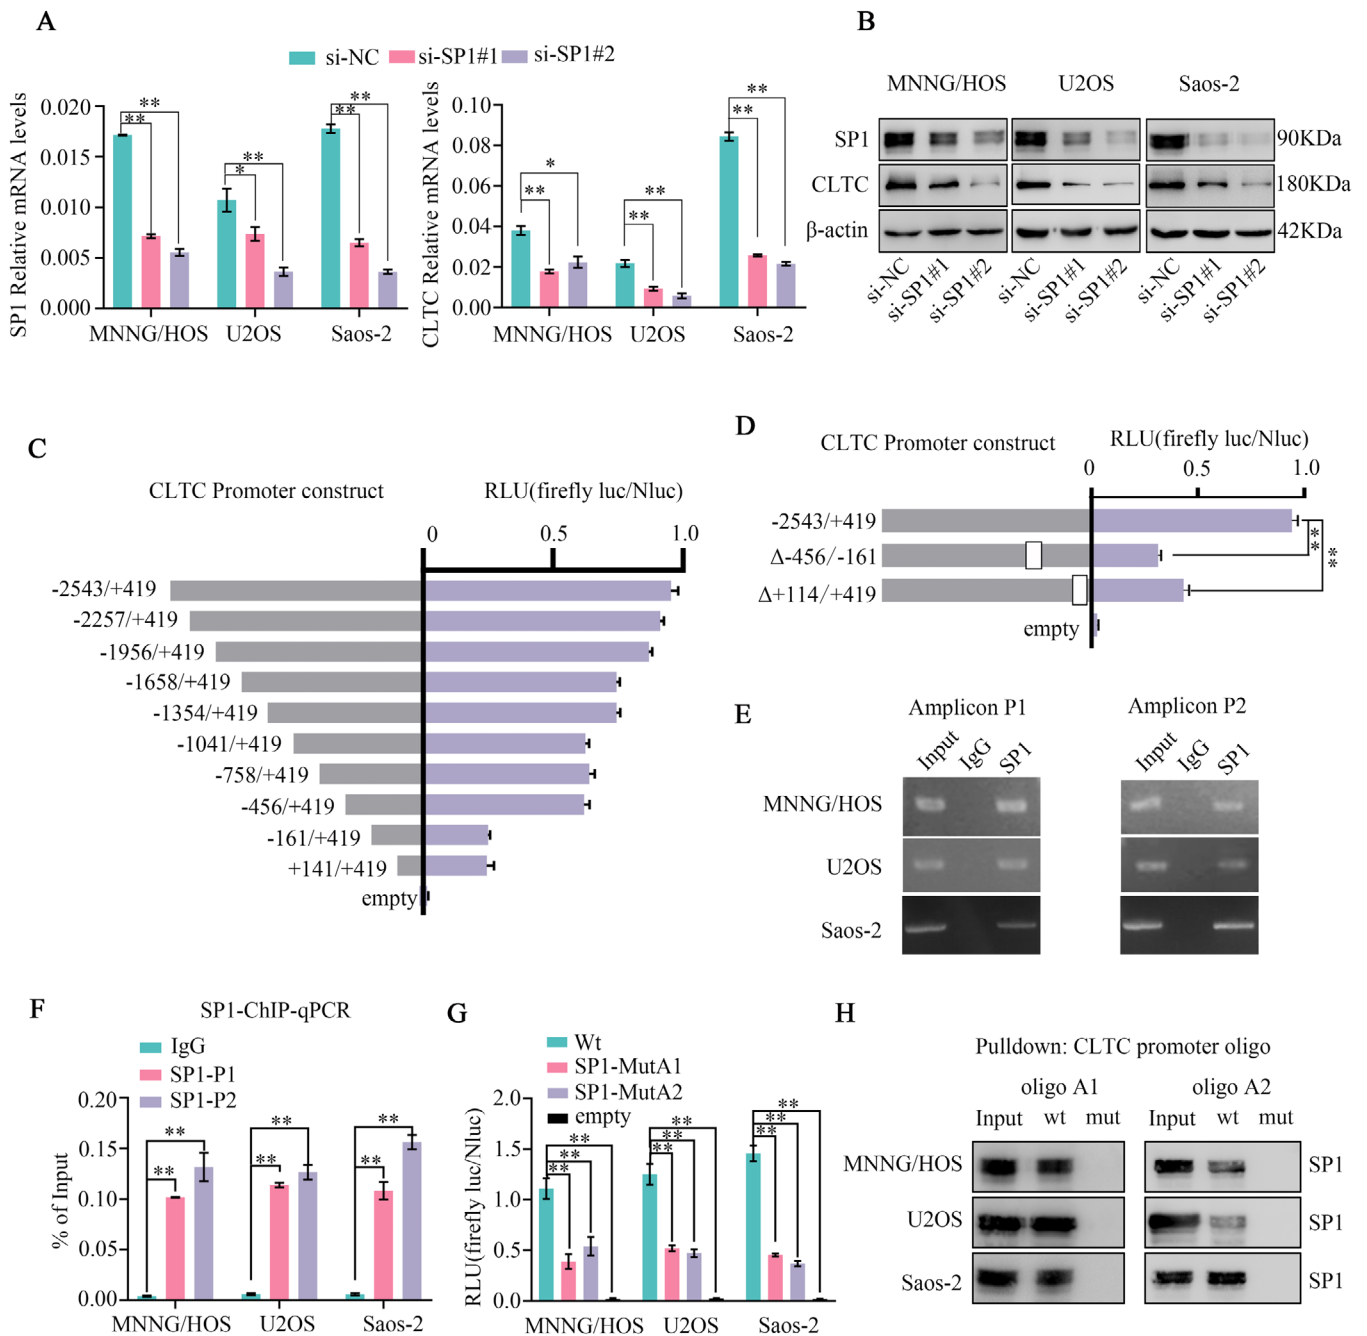 A
si-NC si-SP1#1 si-SP1#2
SP1 Relative mRNA levels
0.020
0.015
0.010
0.005
0.000
** ** ** * ** **
MNNG/HOS U2OS Saos-2
CLTC Relative mRNA levels
0.10
0.08
0.06
0.04
0.02
0.00
* ** ** ** ** **
MNNG/HOS U2OS Saos-2
B
MNNG/HOS U2OS Saos-2
SP1 90KDa
CLTC 180KDa
β-actin 42KDa
si-NC si-SP1#1 si-SP1#2 si-NC si-SP1#1 si-SP1#2 si-NC si-SP1#1 si-SP1#2
C
CLTC Promoter construct RLU(firefly luc/Nluc)
0 0.5 1.0
-2543/+419
-2257/+419
-1956/+419
-1658/+419
-1354/+419
-1041/+419
-758/+419
-456/+419
-161/+419
+141/+419
empty
D
CLTC Promoter construct RLU(firefly luc/Nluc)
0 0.5 1.0
-2543/+419
Δ-456/-161
Δ+114/+419
empty
** **
E
Amplicon P1 Amplicon P2
Input IgG SP1 Input IgG SP1
MNNG/HOS
U2OS
Saos-2
F
SP1-ChIP-qPCR
IgG
SP1-P1
SP1-P2
% of Input
0.20
0.15
0.10
0.05
0.00
** ** ** ** ** **
MNNG/HOS U2OS Saos-2
G
Wt
SP1-MutA1
SP1-MutA2
empty
RLU(firefly luc/Nluc)
2.0
1.5
1.0
0.5
0.0
** ** ** ** ** ** ** ** **
MNNG/HOS U2OS Saos-2
H
Pulldown: CLTC promoter oligo
oligo A1 oligo A2
Input wt mut Input wt mut
MNNG/HOS SP1
U2OS SP1
Saos-2 SP1